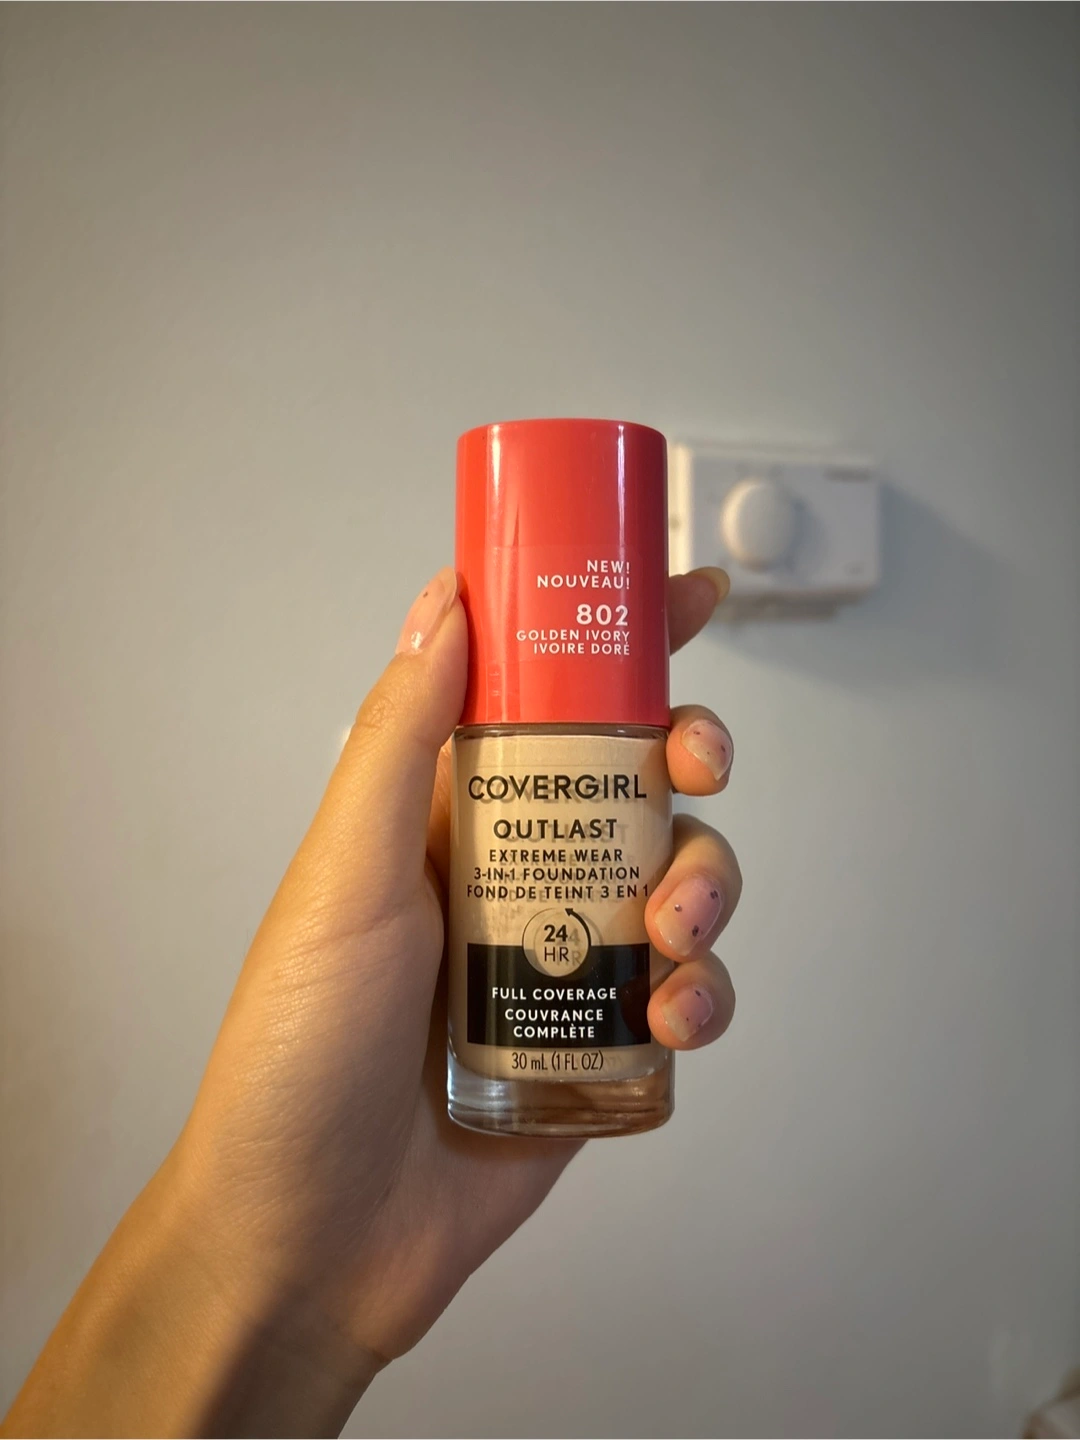 NEW!
NOUVEAU!
802
GOLDEN IVORY
IVOIRE DORÉ
COVERGIRL
OUTLAST
EXTREME WEAR
3-IN-1 FOUNDATION
FOND DE TEINT 3 EN 1
24
HR
FULL COVERAGE
COUVRANCE
COMPLÈTE
30 mL (1 FL OZ)